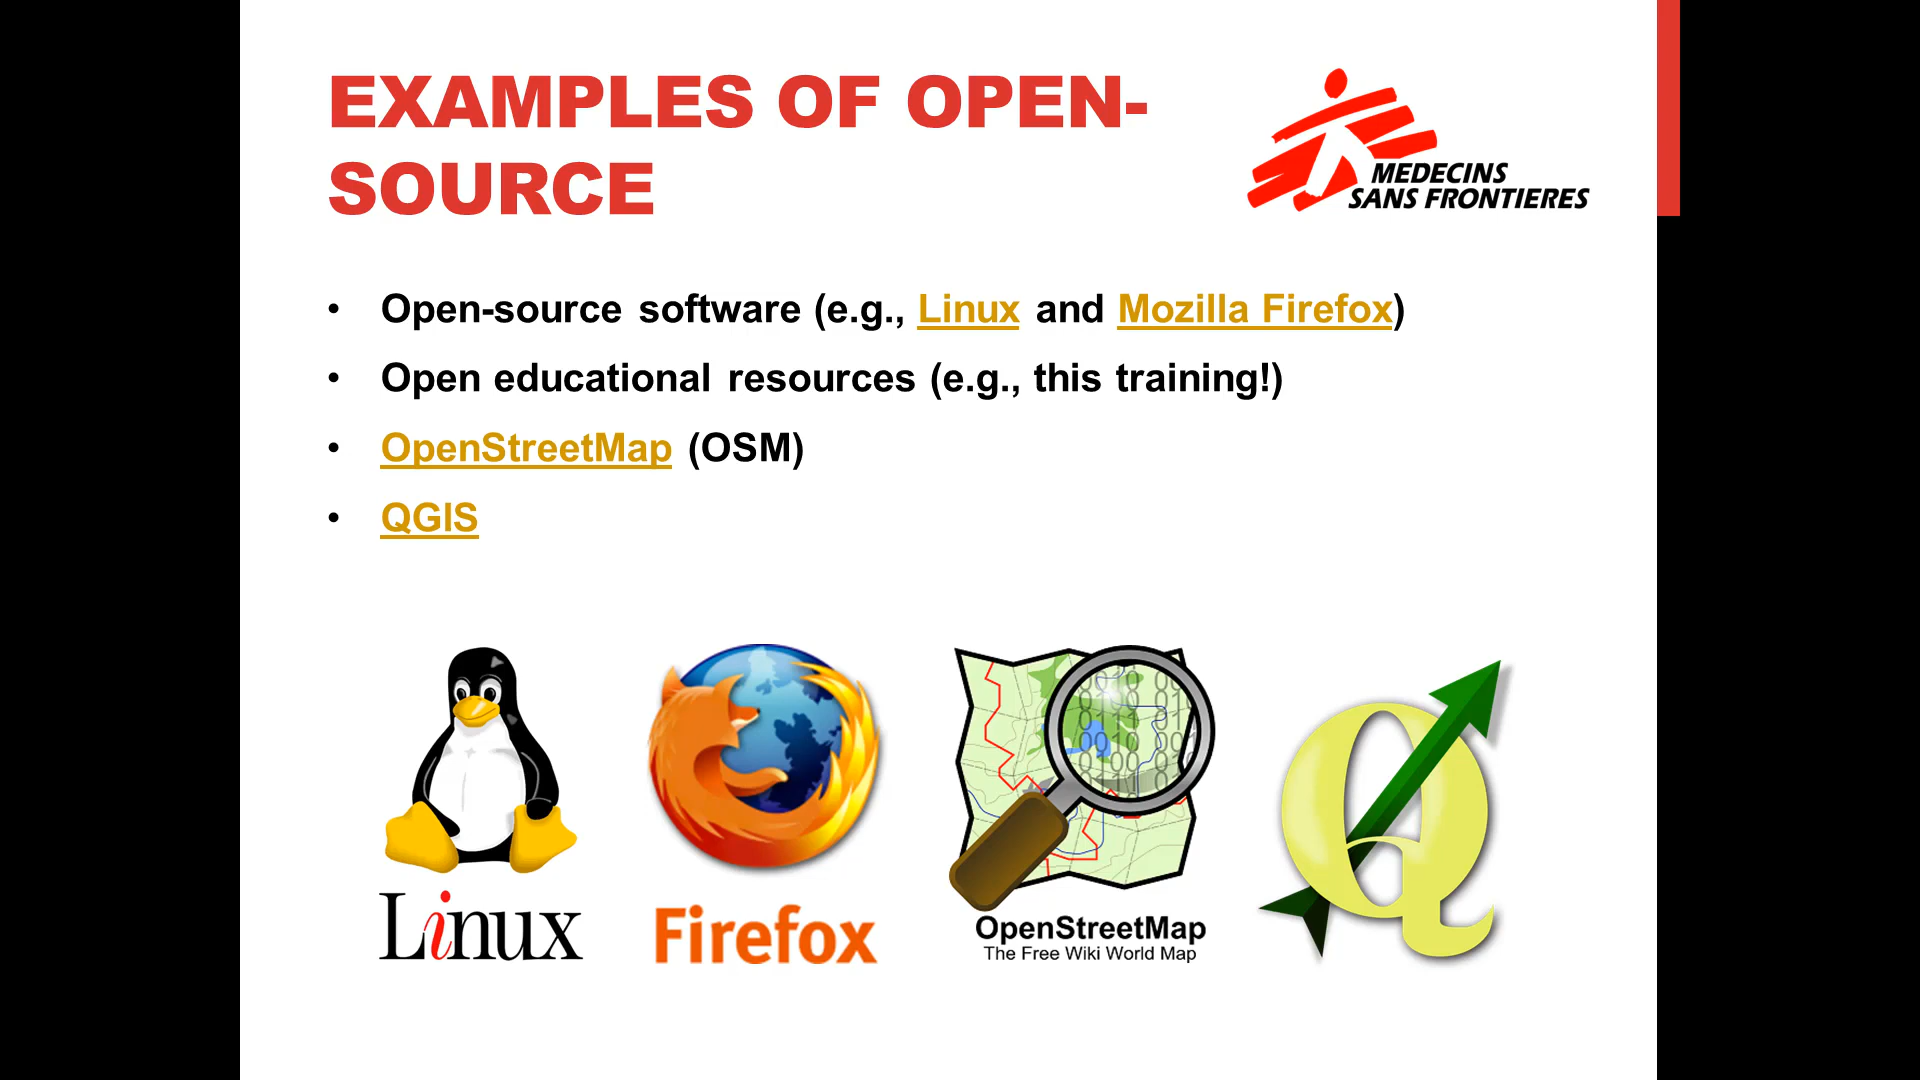 EXAMPLES OF OPEN-
SOURCE
MEDECINS
SANS FRONTIERES
• Open-source software (e.g., Linux and Mozilla Firefox)
• Open educational resources (e.g., this training!)
• OpenStreetMap (OSM)
• QGIS
Linux
Firefox
OpenStreetMap
The Free Wiki World Map
Q